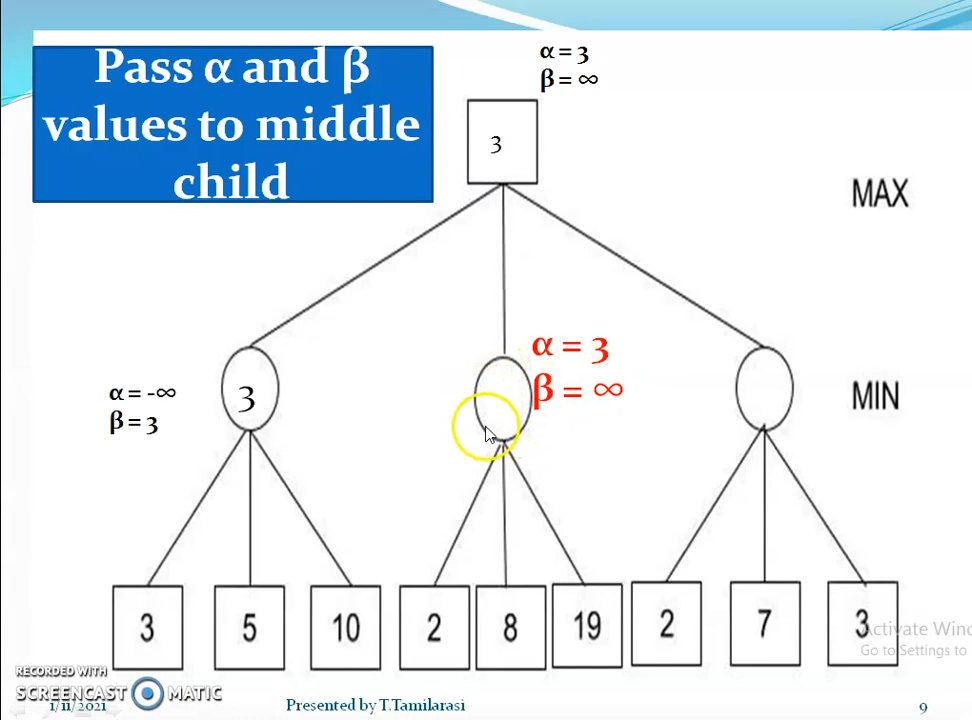 Pass α and β
values to middle
child
α = 3
β = ∞
3
MAX
α = 3
β = ∞
α = -∞
β = 3
3
MIN
3 5 10 2 8 19 2 7 3
Activate Wind
Go to Settings to
RECORDED WITH
SCREENCAST MATIC
1/11/2021
Presented by T.Tamilarasi
9